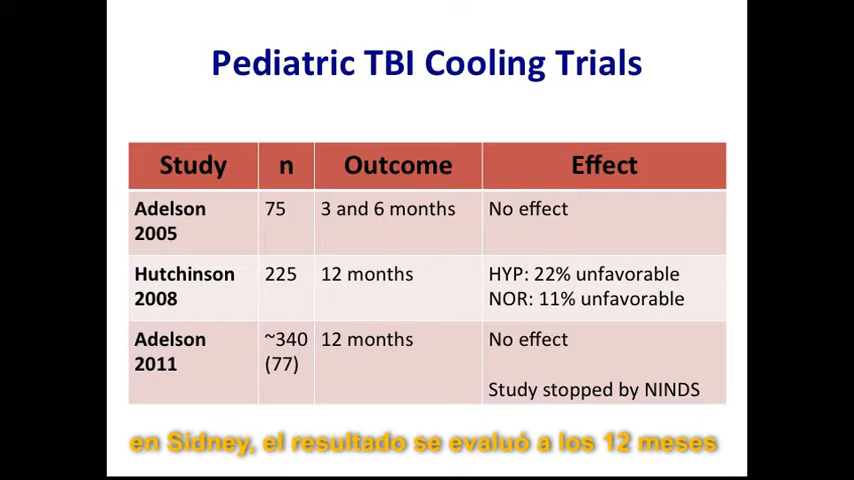 Pediatric TBI Cooling Trials
Study n Outcome Effect
Adelson 2005 75 3 and 6 months No effect
Hutchinson 2008 225 12 months HYP: 22% unfavorable
NOR: 11% unfavorable
Adelson 2011 ~340 (77) 12 months No effect
Study stopped by NINDS
en Sidney, el resultado se evaluó a los 12 meses